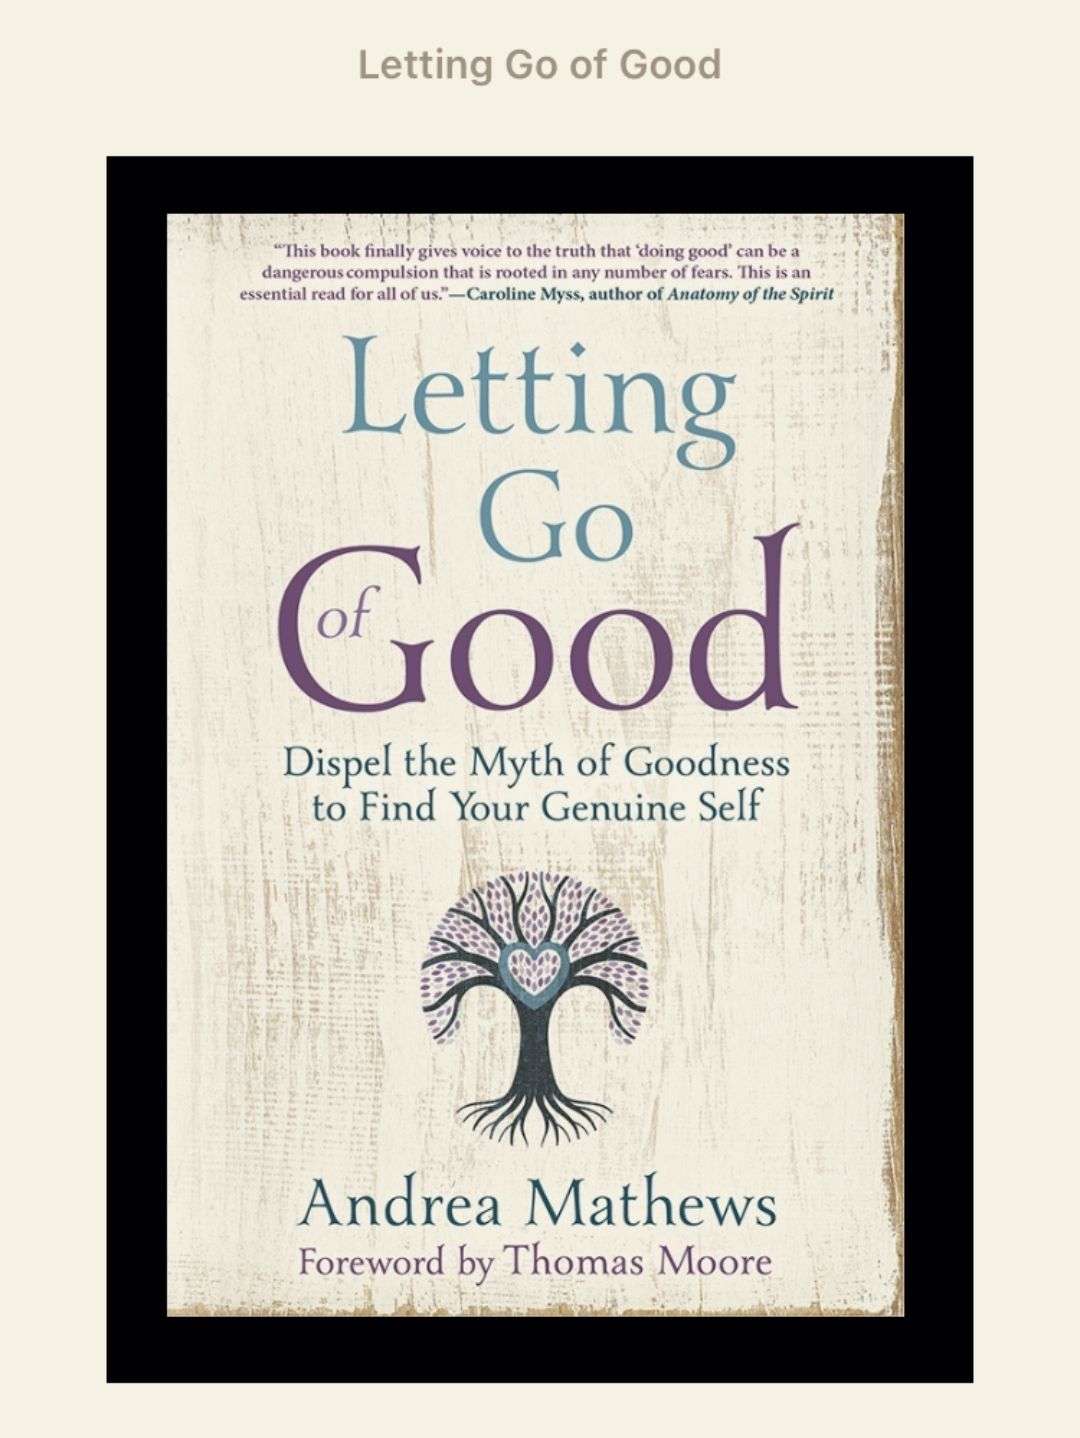 Letting Go of Good
“This book finally gives voice to the truth that ‘doing good’ can be a
dangerous compulsion that is rooted in any number of fears. This is an
essential read for all of us.”—Caroline Myss, author of Anatomy of the Spirit
Letting
Go
of Good
Dispel the Myth of Goodness
to Find Your Genuine Self
Andrea Mathews
Foreword by Thomas Moore